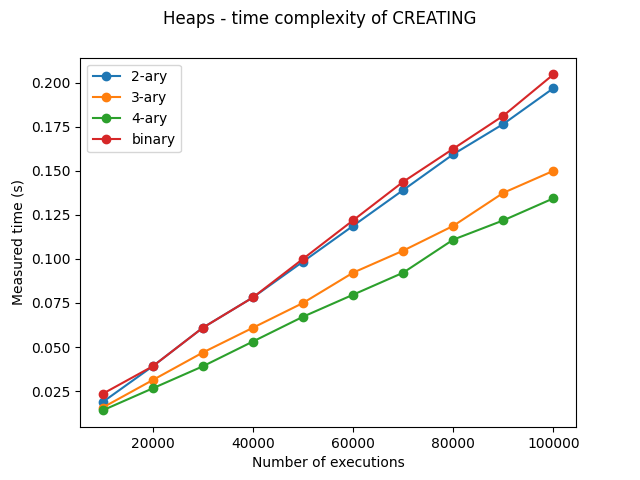 Heaps - time complexity of CREATING
2-ary
3-ary
4-ary
binary
Measured time (s)
0.200
0.175
0.150
0.125
0.100
0.075
0.050
0.025
20000
40000
60000
80000
100000
Number of executions